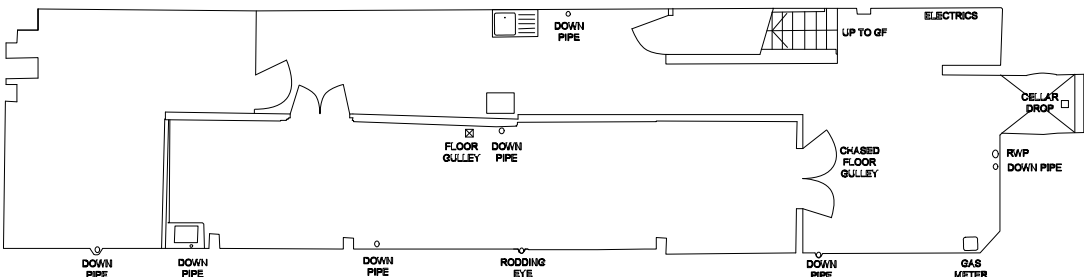 ELECTRICS
DOWN
PIPE
UP TO GF
CELLAR
DROP
FLOOR
GULLEY
DOWN
PIPE
CHASED
FLOOR
GULLEY
RWP
DOWN PIPE
DOWN
PIPE
DOWN
PIPE
DOWN
PIPE
RODDING
EYE
DOWN
PIPE
GAS
METER